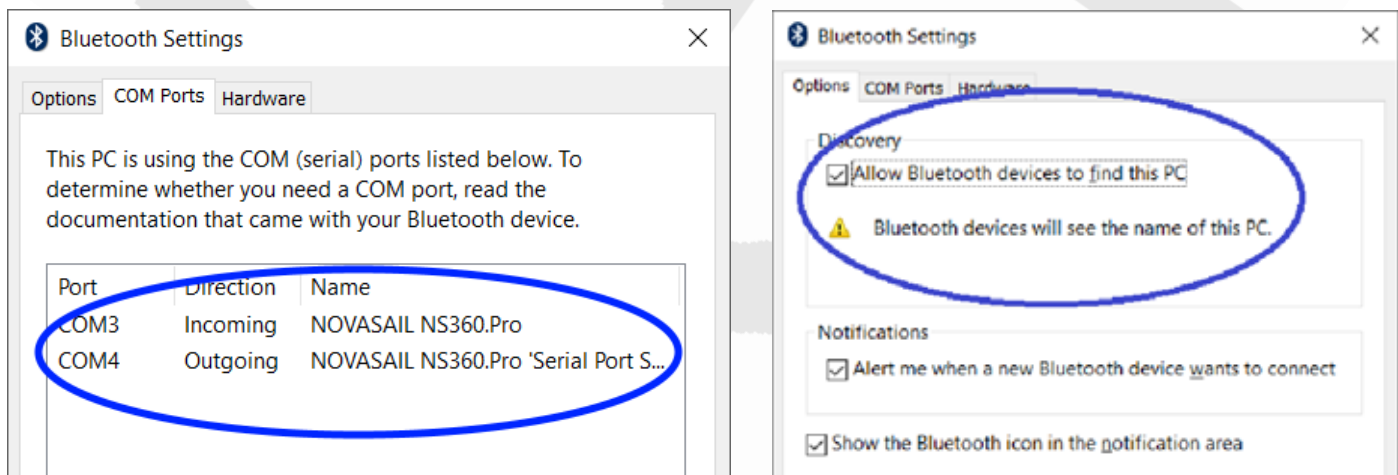 Bluetooth Settings
Options COM Ports Hardware
This PC is using the COM (serial) ports listed below. To
determine whether you need a COM port, read the
documentation that came with your Bluetooth device.
Port Direction Name
COM3 Incoming NOVASAIL NS360.Pro
COM4 Outgoing NOVASAIL NS360.Pro 'Serial Port S...
Bluetooth Settings
Options COM Ports Hardware
Discovery
Allow Bluetooth devices to find this PC
Bluetooth devices will see the name of this PC.
Notifications
Alert me when a new Bluetooth device wants to connect
Show the Bluetooth icon in the notification area